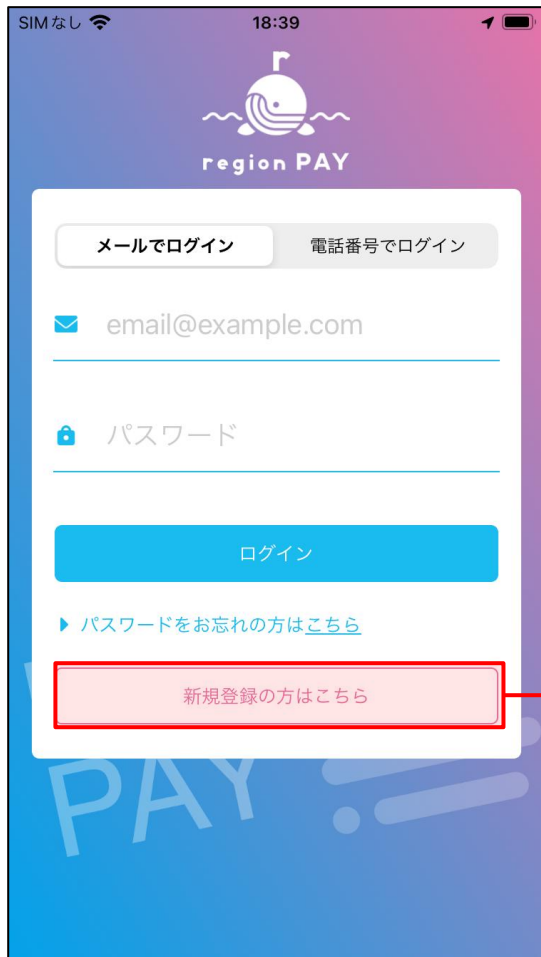 SIMなし 18:39
region PAY
メールでログイン 電話番号でログイン
email@example.com
パスワード
ログイン
パスワードをお忘れの方はこちら
新規登録の方はこちら
PAY